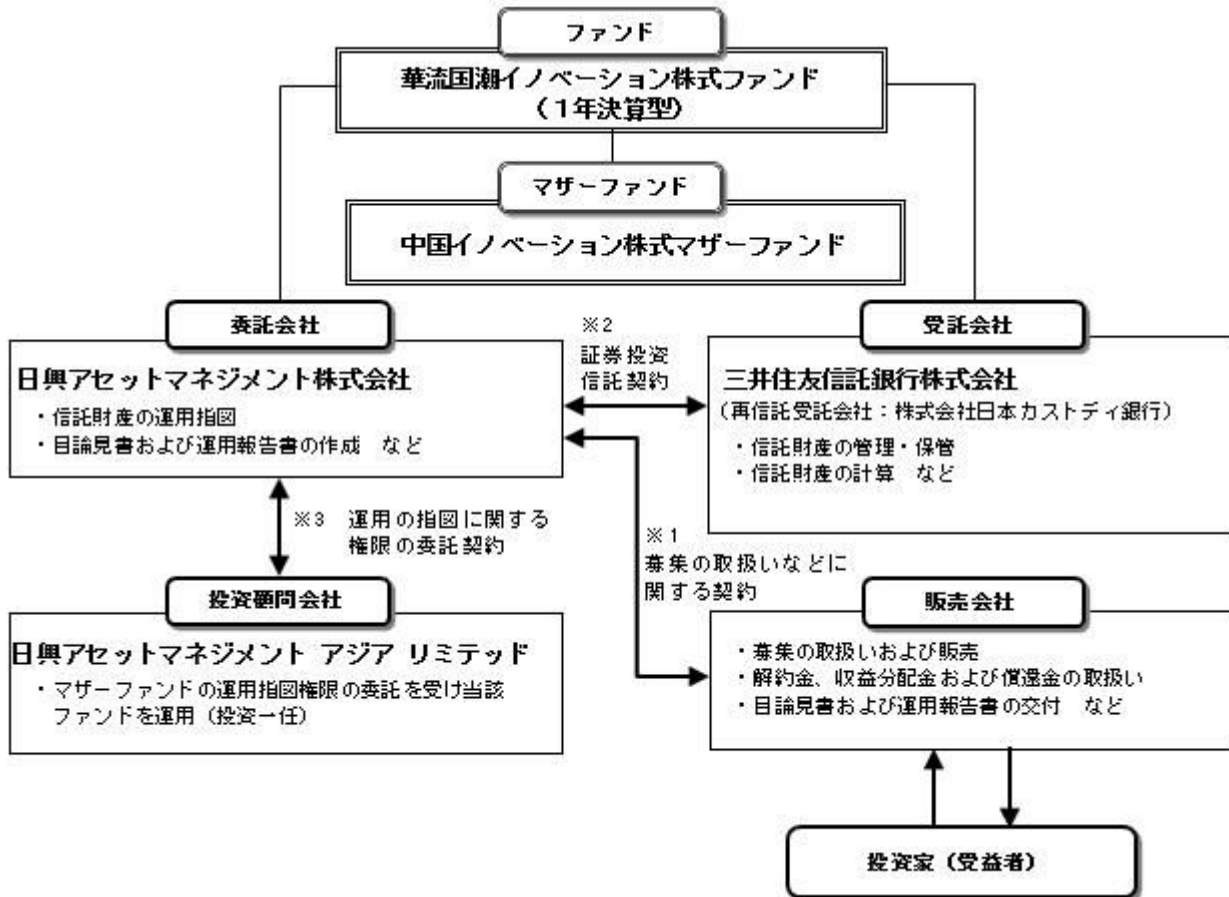 ファンド
華流国潮イノベーション株式ファンド
（1年決算型）
マザーファンド
中国イノベーション株式マザーファンド
委託会社
日興アセットマネジメント株式会社
・信託財産の運用指図
・目論見書および運用報告書の作成　など
※2
証券投資
信託契約
受託会社
三井住友信託銀行株式会社
（再信託受託会社：株式会社日本カストディ銀行）
・信託財産の管理・保管
・信託財産の計算　など
※3　運用の指図に関する
権限の委託契約
※1
募集の取扱いなどに
関する契約
投資顧問会社
日興アセットマネジメント アジア リミテッド
・マザーファンドの運用指図権限の委託を受け当該
ファンドを運用（投資一任）
販売会社
・募集の取扱いおよび販売
・解約金、収益分配金および償還金の取扱い
・目論見書および運用報告書の交付　など
投資家（受益者）